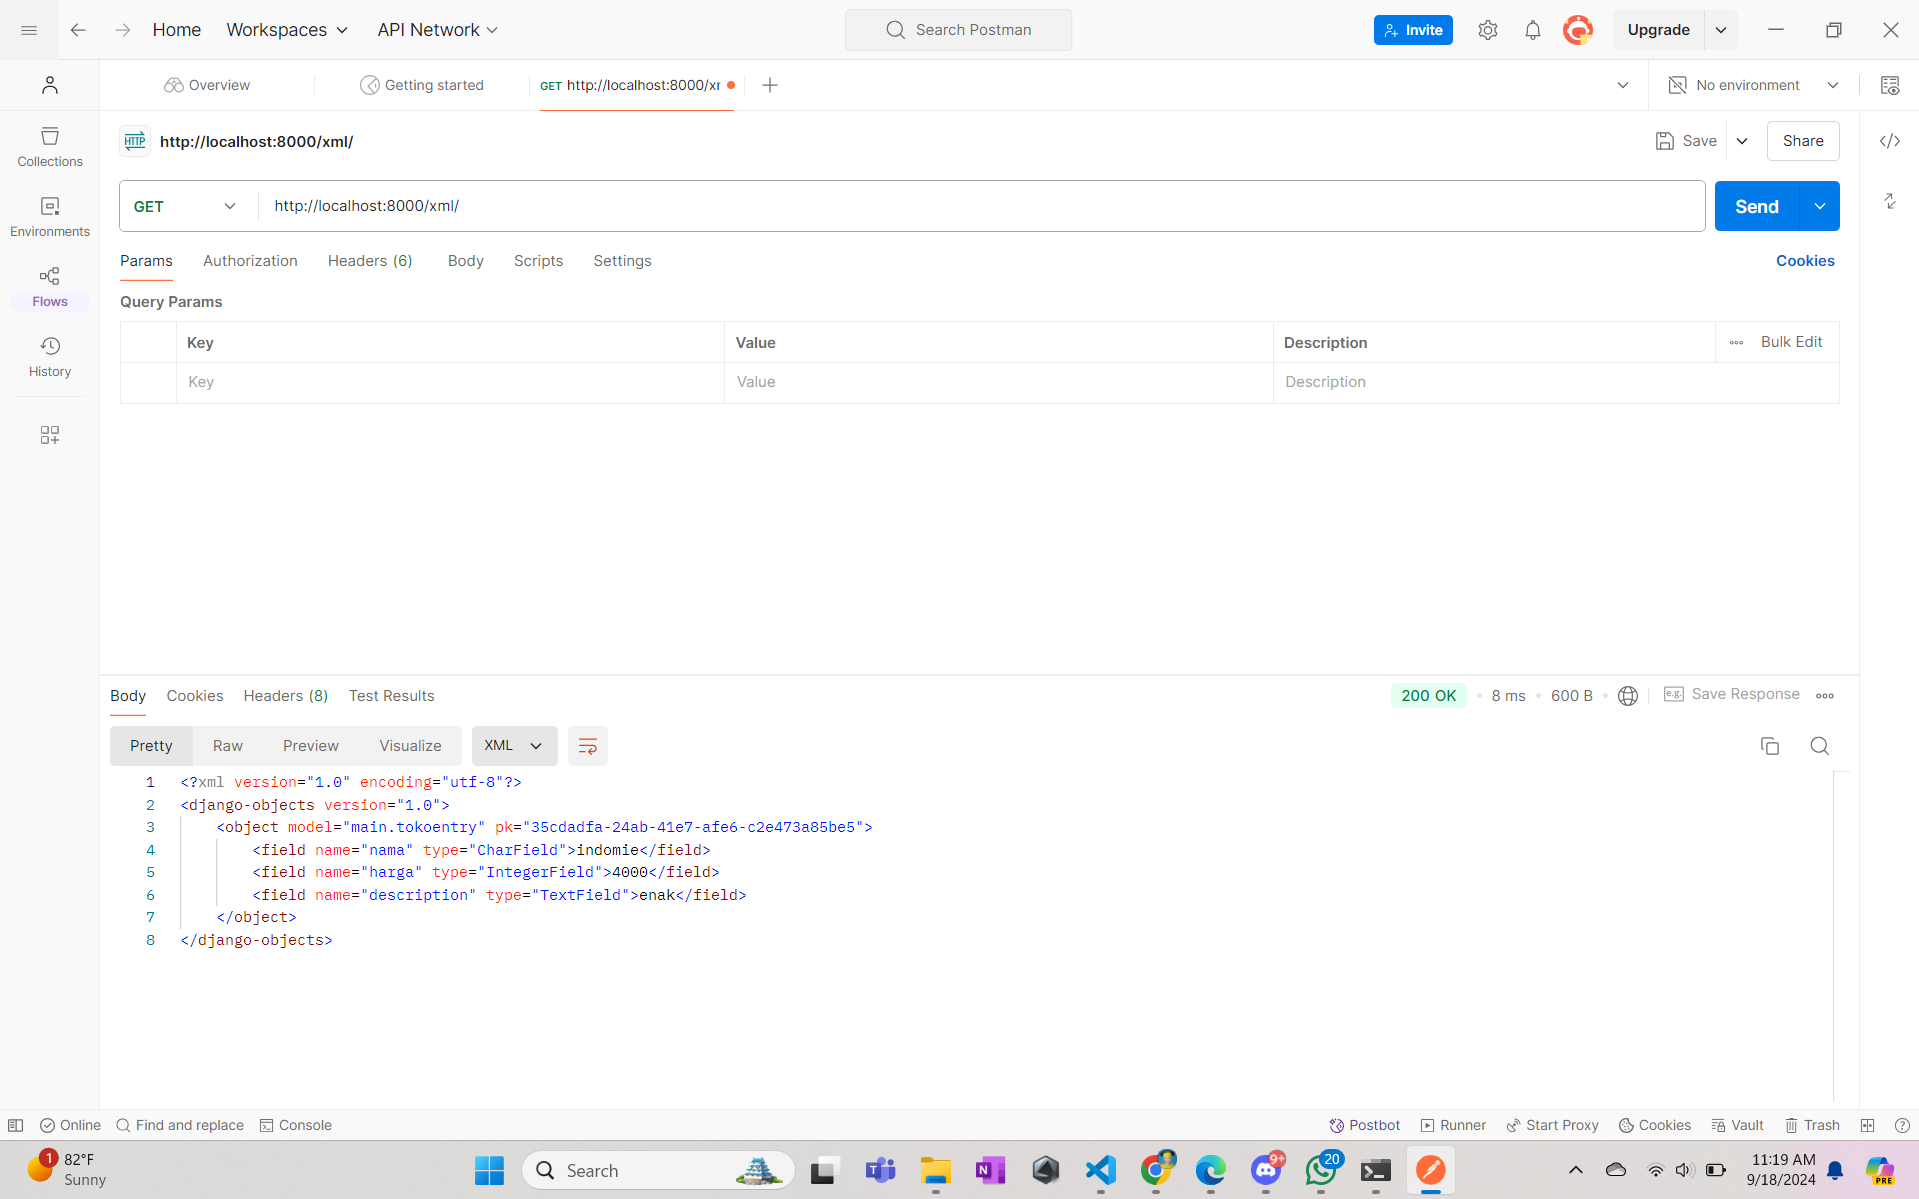 Home Workspaces API Network Search Postman Invite Upgrade
Overview Getting started GET http://localhost:8000/xr No environment
HTTP http://localhost:8000/xml/ Save Share
Collections
Environments
Flows
History
GET http://localhost:8000/xml/ Send
Params Authorization Headers (6) Body Scripts Settings Cookies
Query Params
Key Value Description Bulk Edit
Key Value Description
Body Cookies Headers (8) Test Results 200 OK 8 ms 600 B e.g. Save Response
Pretty Raw Preview Visualize XML
1 <?xml version="1.0" encoding="utf-8"?>
2 <django-objects version="1.0">
3 <object model="main.tokoentry" pk="35cdadfa-24ab-41e7-afe6-c2e473a85be5">
4 <field name="nama" type="CharField">indomie</field>
5 <field name="harga" type="IntegerField">4000</field>
6 <field name="description" type="TextField">enak</field>
7 </object>
8 </django-objects>
Online Find and replace Console Postbot Runner Start Proxy Cookies Vault Trash
1 82°F
Sunny
Search
9+
20
11:19 AM
9/18/2024
PRE